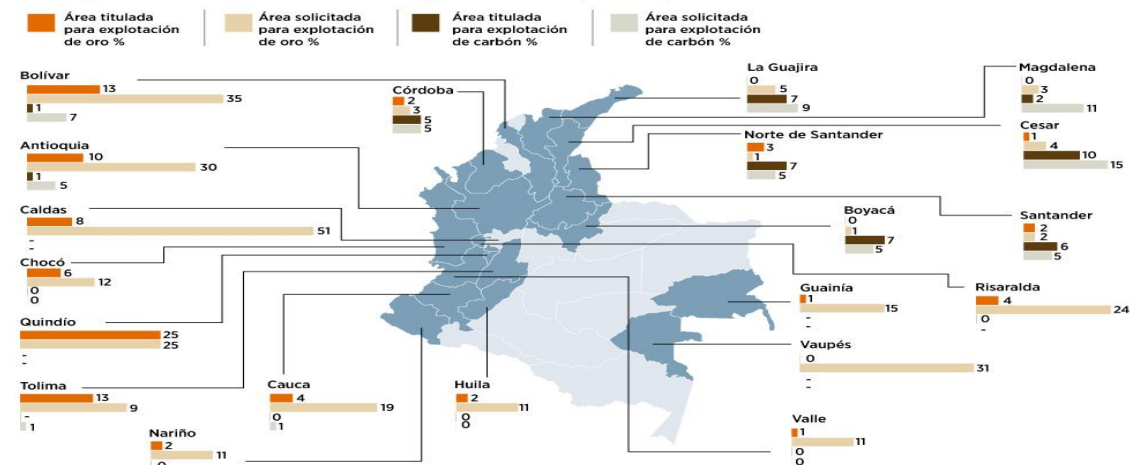 Área titulada
para explotación
de oro %
Área solicitada
para explotación
de oro %
Área titulada
para explotación
de carbón %
Área solicitada
para explotación
de carbón %
Bolívar
13
35
1
7
Antioquia
10
30
1
5
Caldas
8
51
-
-
Chocó
6
12
0
0
Quindío
25
25
-
-
Tolima
13
9
-
1
Nariño
2
11
0
Córdoba
2
3
5
5
Cauca
4
19
0
1
Huila
2
11
0
0
La Guajira
0
5
7
9
Norte de Santander
3
1
7
5
Boyacá
0
1
7
5
Magdalena
0
3
2
11
Cesar
1
4
10
15
Santander
2
2
6
5
Guainía
1
15
-
-
Risaralda
4
24
0
-
Vaupés
0
31
-
-
Valle
1
11
0
0